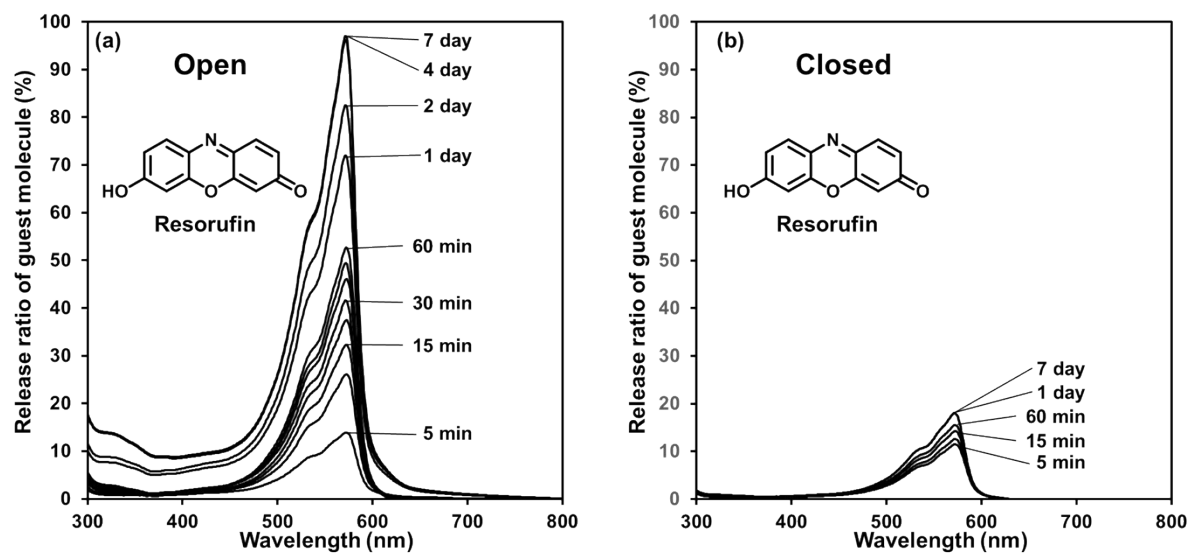 (a)
Open
Release ratio of guest molecule (%)
100
90
80
70
60
50
40
30
20
10
0
N
HO
O
O
Resorufin
7 day
4 day
2 day
1 day
60 min
30 min
15 min
5 min
300
400
500
600
700
800
Wavelength (nm)
(b)
Closed
Release ratio of guest molecule (%)
100
90
80
70
60
50
40
30
20
10
0
N
HO
O
O
Resorufin
7 day
1 day
60 min
15 min
5 min
300
400
500
600
700
800
Wavelength (nm)